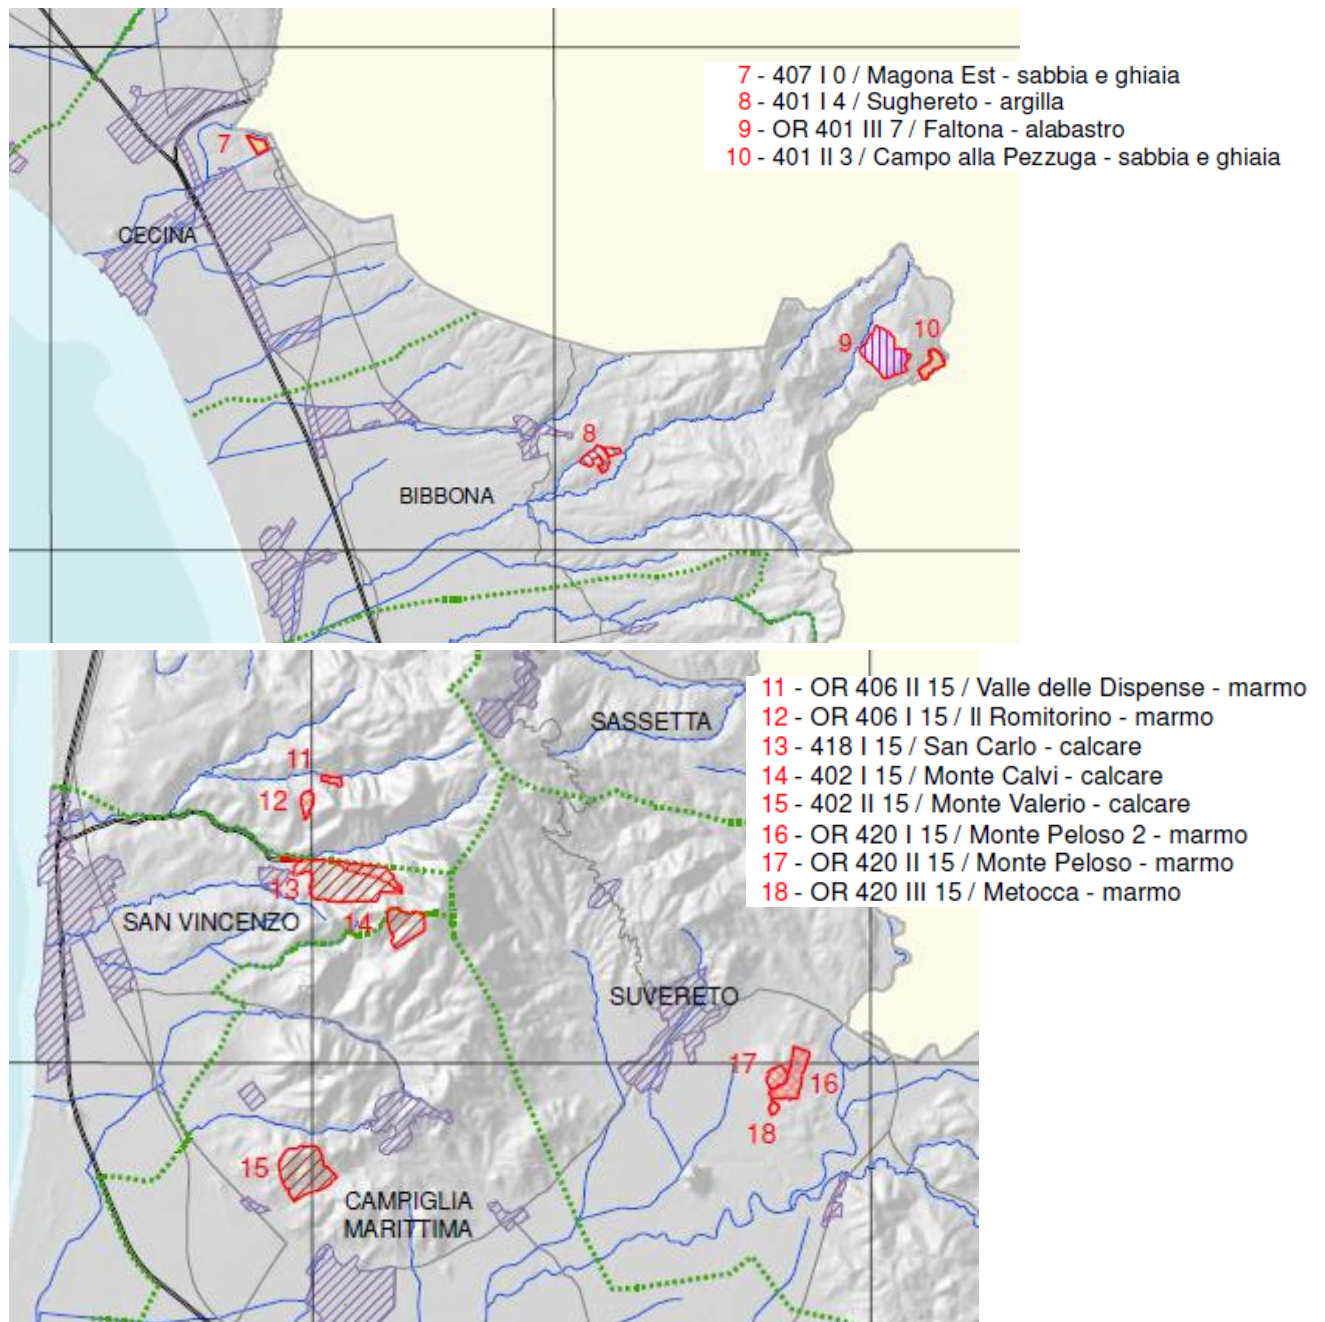 7 - 407 I 0 / Magona Est - sabbia e ghiaia
8 - 401 I 4 / Sughereto - argilla
9 - OR 401 III 7 / Faltona - alabastro
10 - 401 II 3 / Campo alla Pezzuga - sabbia e ghiaia
7
CECINA
10
9
8
BIBBONA
11 - OR 406 II 15 / Valle delle Dispense - marmo
12 - OR 406 I 15 / Il Romitorino - marmo
13 - 418 I 15 / San Carlo - calcare
14 - 402 I 15 / Monte Calvi - calcare
15 - 402 II 15 / Monte Valerio - calcare
16 - OR 420 I 15 / Monte Peloso 2 - marmo
17 - OR 420 II 15 / Monte Peloso - marmo
18 - OR 420 III 15 / Metocca - marmo
SASSETTA
11
12
13
SAN VINCENZO
14
SUVERETO
17
16
18
15
CAMPIGLIA
MARITTIMA